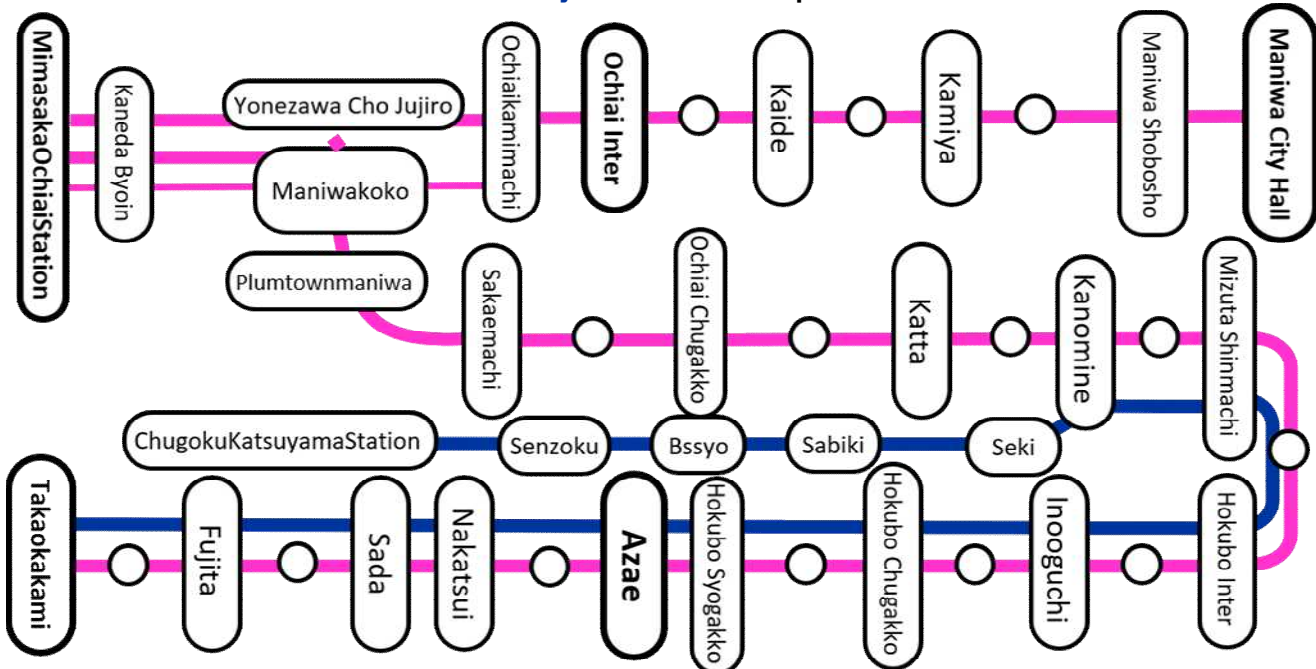 MimasakaOchiaiStation
Kaneda Byoin
Yonezawa Cho Jujiro
Maniwakoko
Plumtownmaniwa
Ochiaikamimachi
Ochiai Inter
Kaide
Kamiya
Maniwa Shobosho
Maniwa City Hall
Sakaemachi
Ochiai Chugakko
Katta
Kanomine
Mizuta Shinmachi
ChugokuKatsuyamaStation
Senzoku
Bssyo
Sabiki
Seki
Takaokakami
Fujita
Sada
Nakatsui
Azae
Hokubo Syogakko
Hokubo Chugakko
Inooguchi
Hokubo Inter